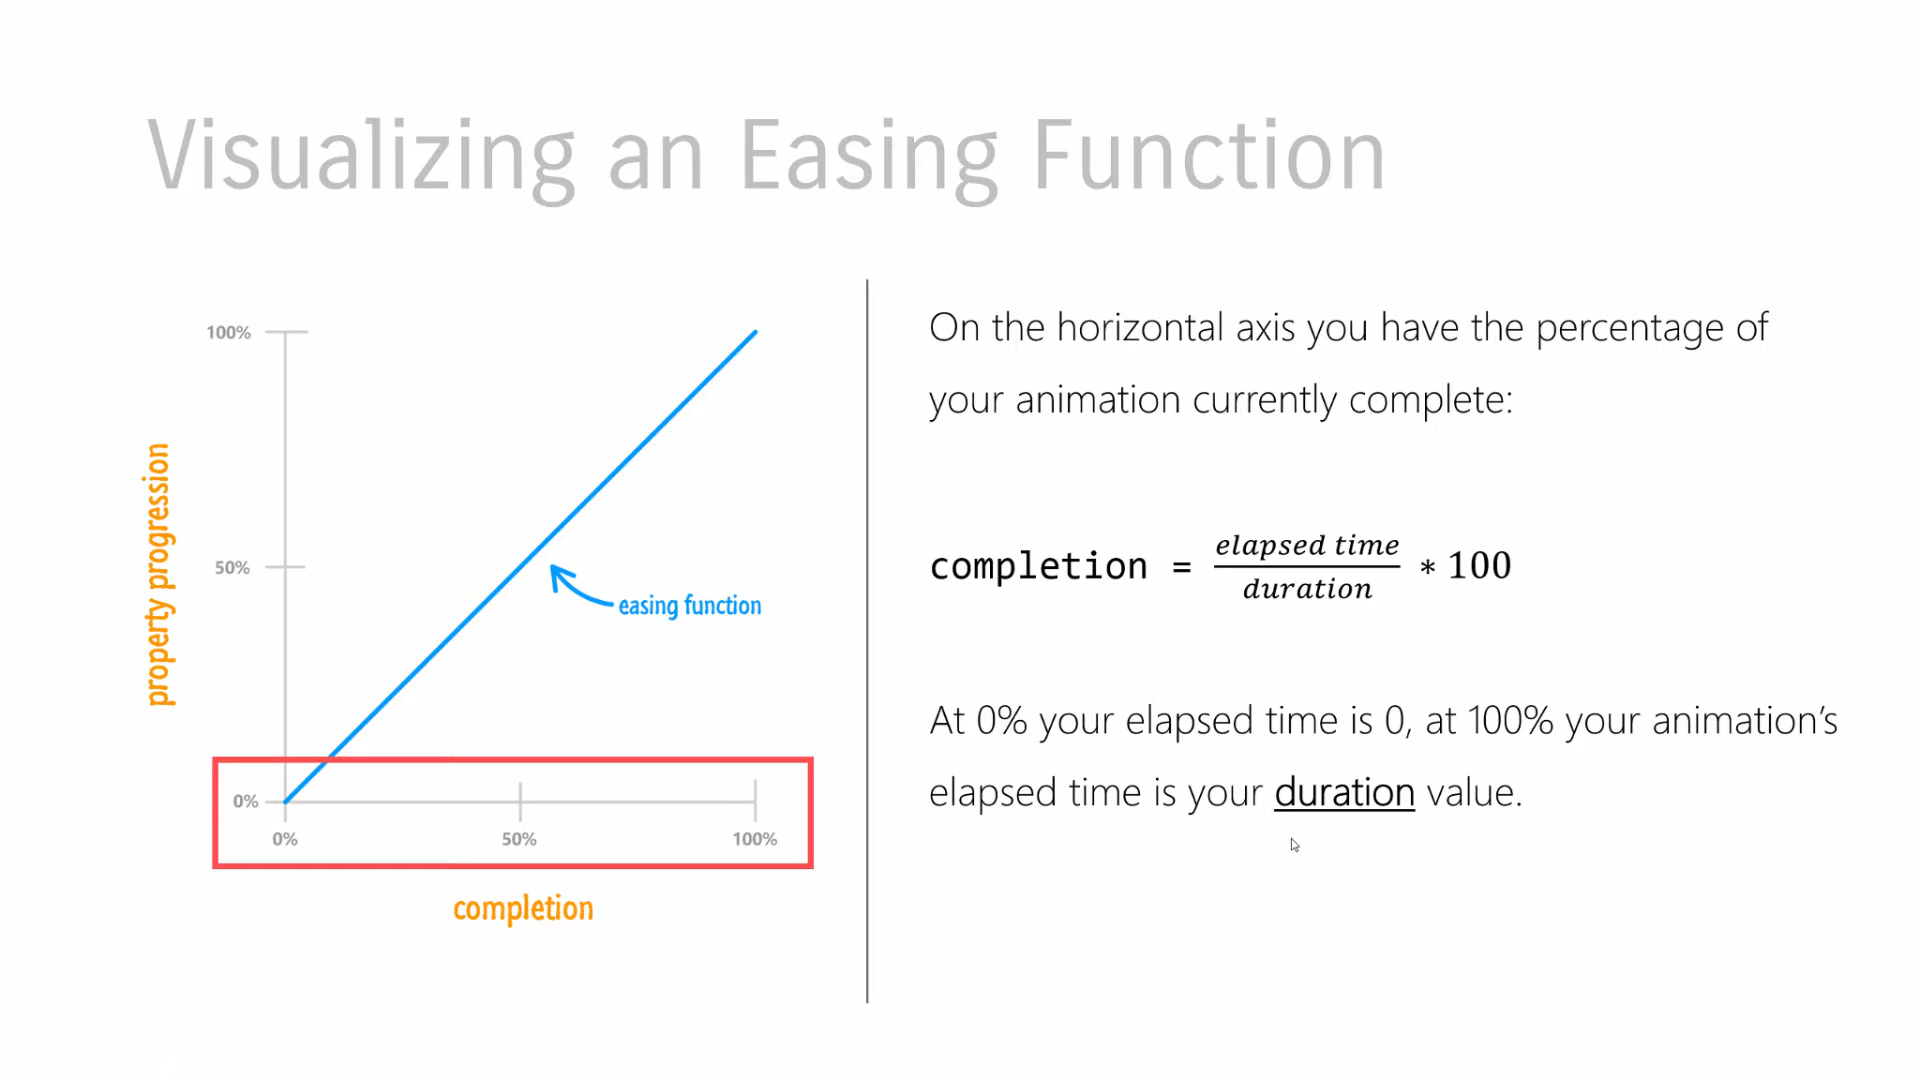 Visualizing an Easing Function
100%
50%
0%
0% 50% 100%
property progression
easing function
completion
On the horizontal axis you have the percentage of
your animation currently complete:
completion = elapsed time / duration * 100
At 0% your elapsed time is 0, at 100% your animation’s
elapsed time is your duration value.